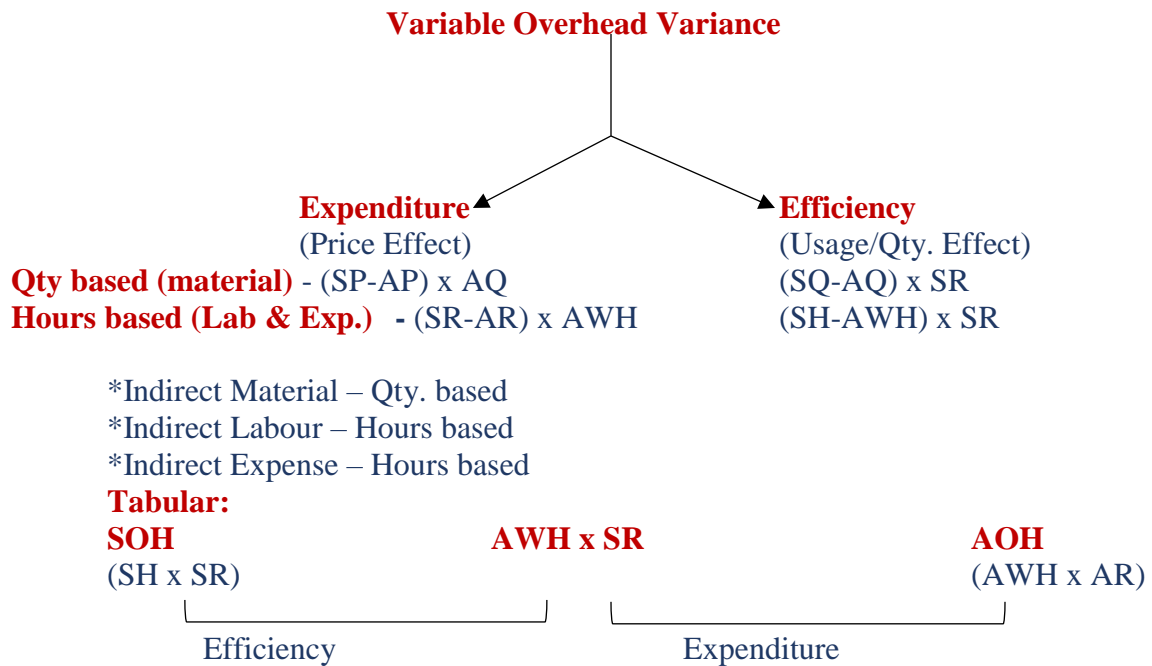 Variable Overhead Variance
Expenditure Efficiency
(Price Effect) (Usage/Qty. Effect)
Qty based (material) - (SP-AP) x AQ (SQ-AQ) x SR
Hours based (Lab & Exp.) - (SR-AR) x AWH (SH-AWH) x SR
*Indirect Material – Qty. based
*Indirect Labour – Hours based
*Indirect Expense – Hours based
Tabular:
SOH AWH x SR AOH
(SH x SR) (AWH x AR)
Efficiency Expenditure